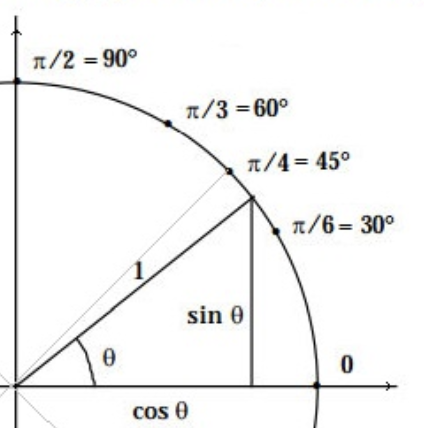 π/2 = 90°
π/3 = 60°
π/4 = 45°
π/6 = 30°
1
sin θ
θ
0
cos θ